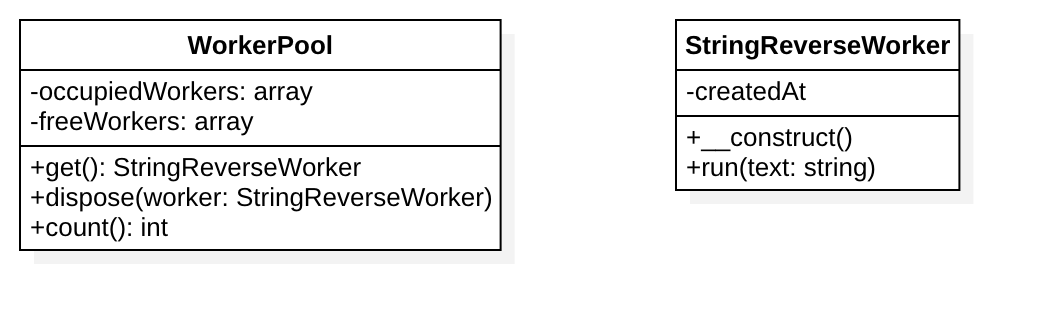 WorkerPool
-occupiedWorkers: array
-freeWorkers: array
+get(): StringReverseWorker
+dispose(worker: StringReverseWorker)
+count(): int
StringReverseWorker
-createdAt
+__construct()
+run(text: string)